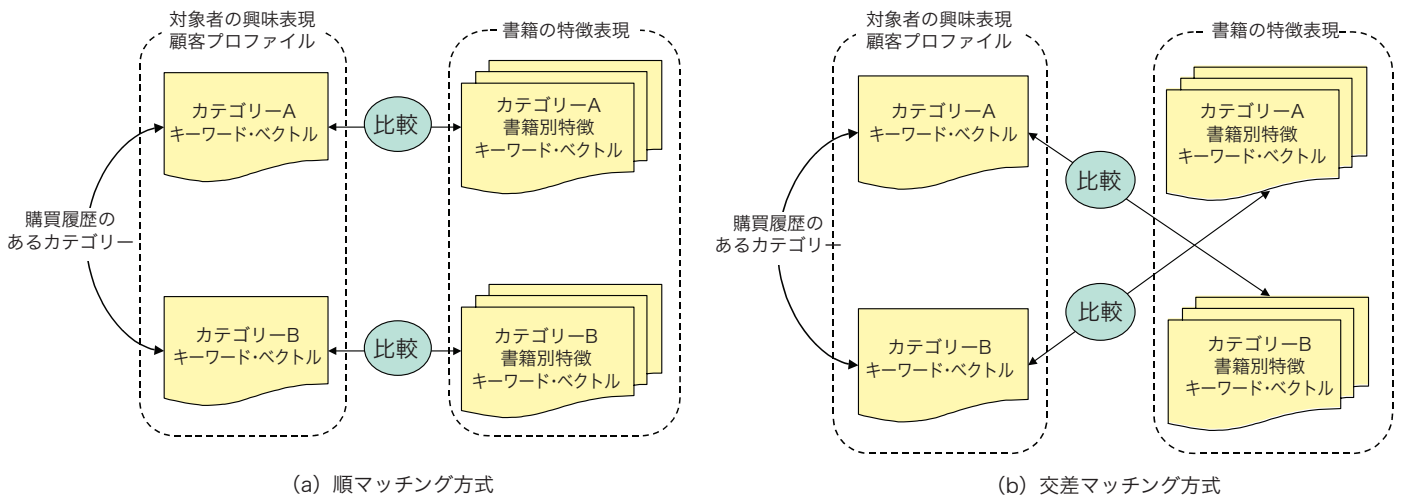 対象者の興味表現
顧客プロファイル
書籍の特徴表現
カテゴリーA
キーワード・ベクトル
比較
カテゴリーA
書籍別特徴
キーワード・ベクトル
購買履歴の
あるカテゴリー
カテゴリーB
キーワード・ベクトル
比較
カテゴリーB
書籍別特徴
キーワード・ベクトル
(a) 順マッチング方式
対象者の興味表現
顧客プロファイル
書籍の特徴表現
カテゴリーA
キーワード・ベクトル
比較
カテゴリーA
書籍別特徴
キーワード・ベクトル
購買履歴の
あるカテゴリー
カテゴリーB
キーワード・ベクトル
比較
カテゴリーB
書籍別特徴
キーワード・ベクトル
(b) 交差マッチング方式